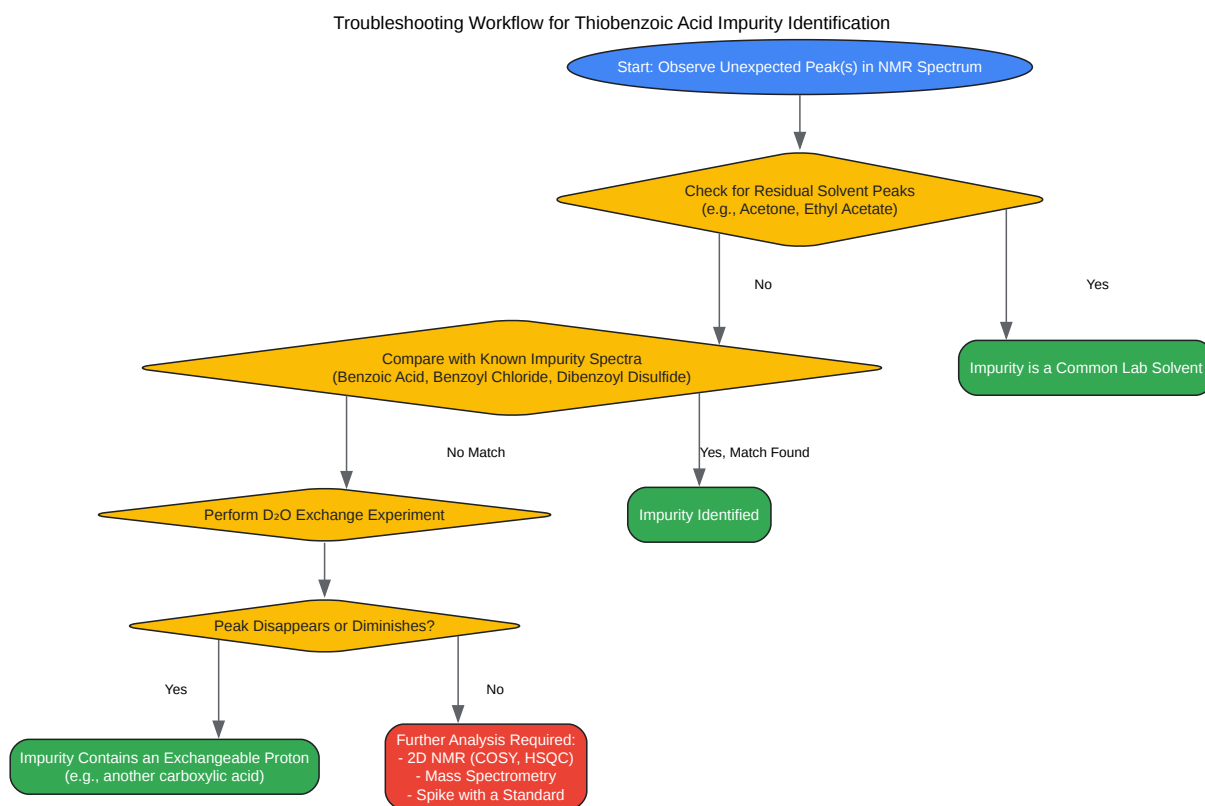 Troubleshooting Workflow for Thiobenzoic Acid Impurity Identification
Start: Observe Unexpected Peak(s) in NMR Spectrum
Check for Residual Solvent Peaks
(e.g., Acetone, Ethyl Acetate)
No
Yes
Compare with Known Impurity Spectra
(Benzoic Acid, Benzoyl Chloride, Dibenzoyl Disulfide)
Impurity is a Common Lab Solvent
No Match
Yes, Match Found
Perform D₂O Exchange Experiment
Impurity Identified
Peak Disappears or Diminishes?
Yes
No
Impurity Contains an Exchangeable Proton
(e.g., another carboxylic acid)
Further Analysis Required:
- 2D NMR (COSY, HSQC)
- Mass Spectrometry
- Spike with a Standard